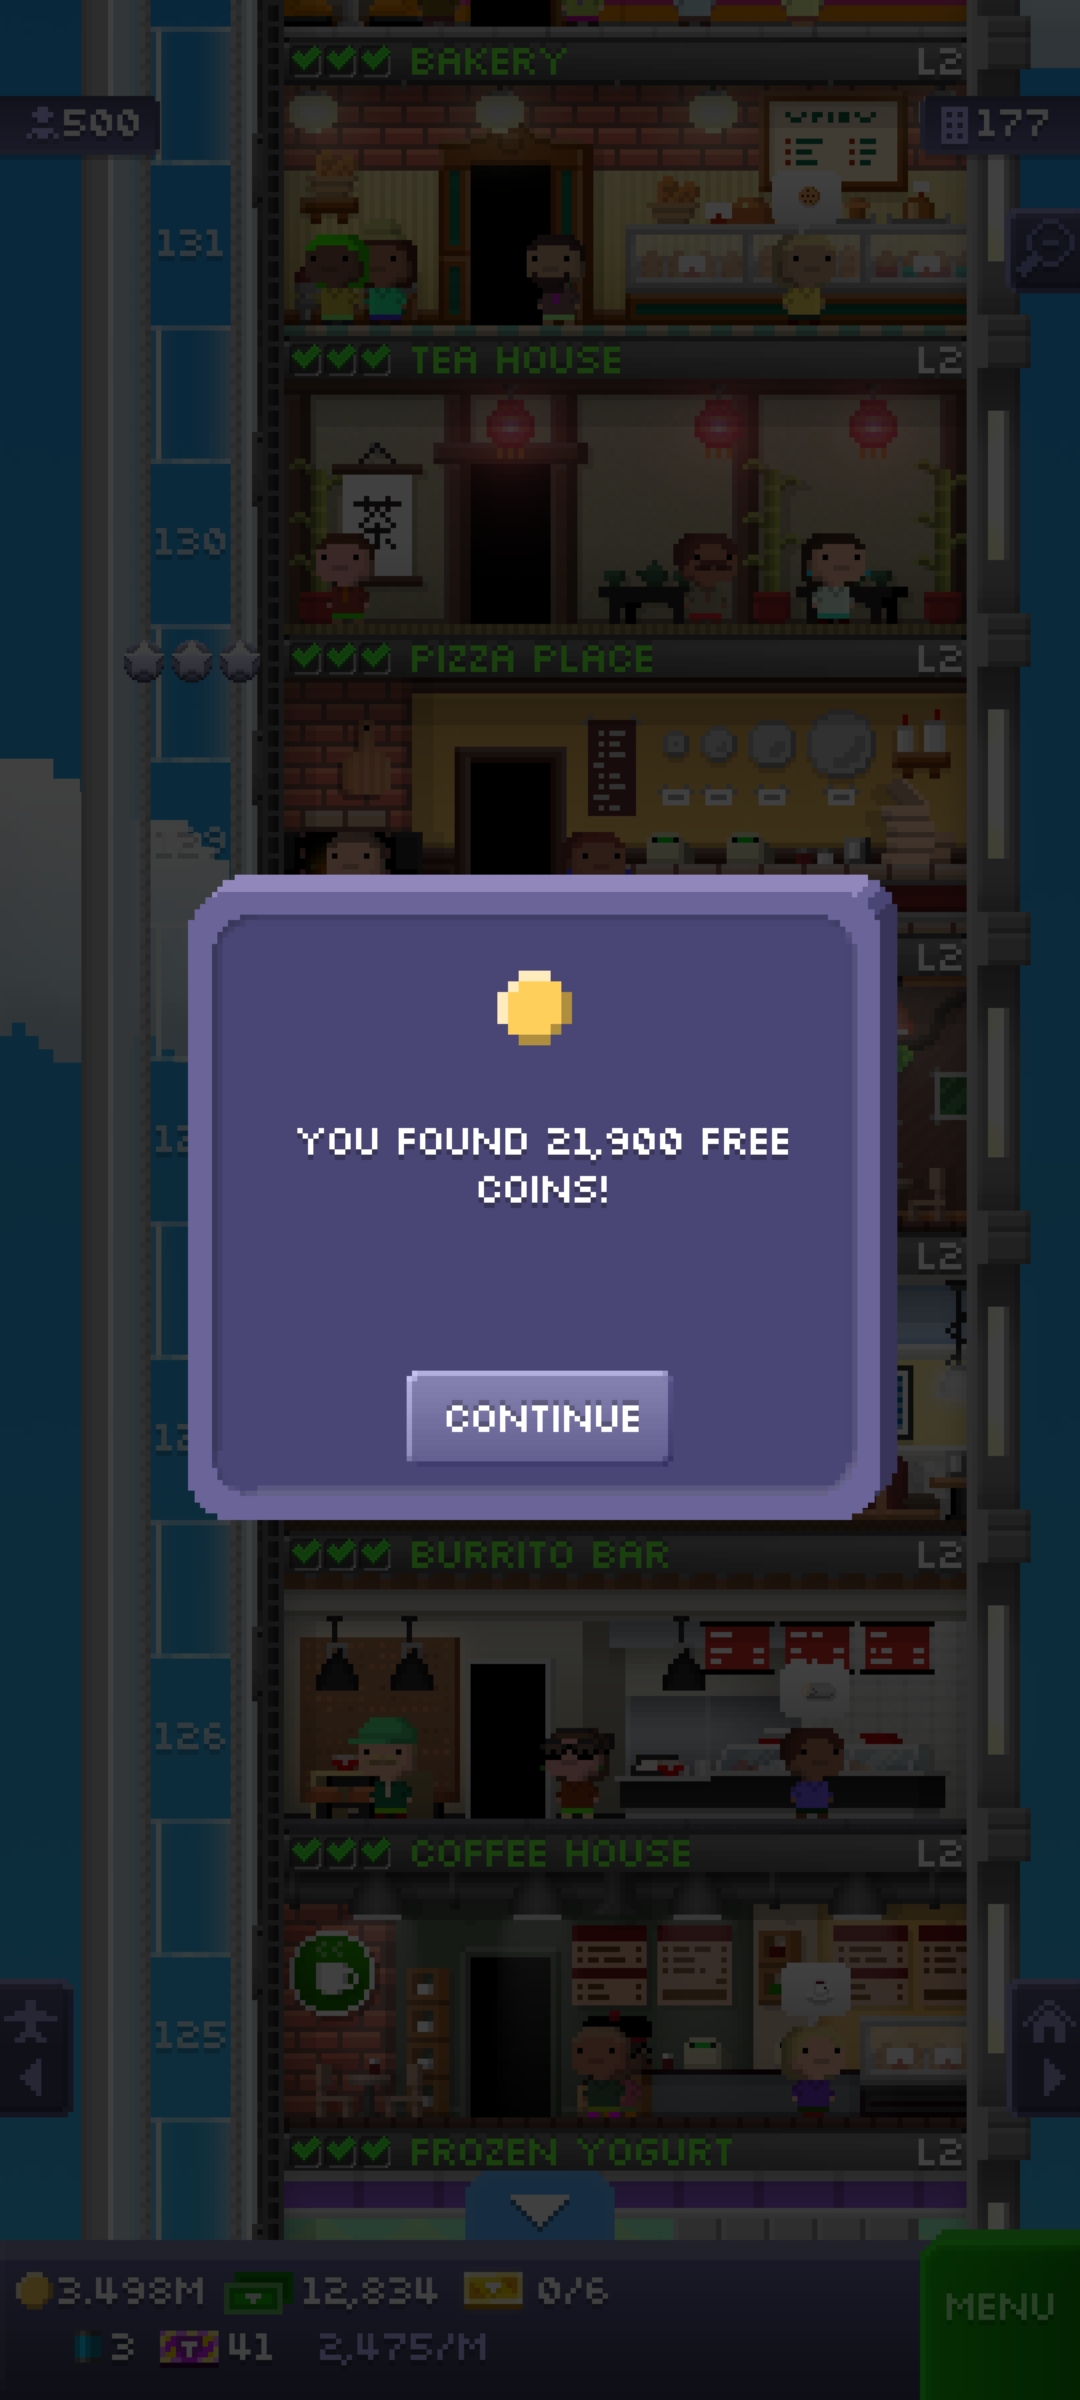 BAKERY L2
500
177
131
TEA HOUSE L2
130
茶
PIZZA PLACE L2
L2
YOU FOUND 21,900 FREE
COINS!
L2
CONTINUE
BURRITO BAR L2
126
COFFEE HOUSE L2
125
FROZEN YOGURT L2
3.498M 12,834 0/6
MENU
3 41 2,475/M